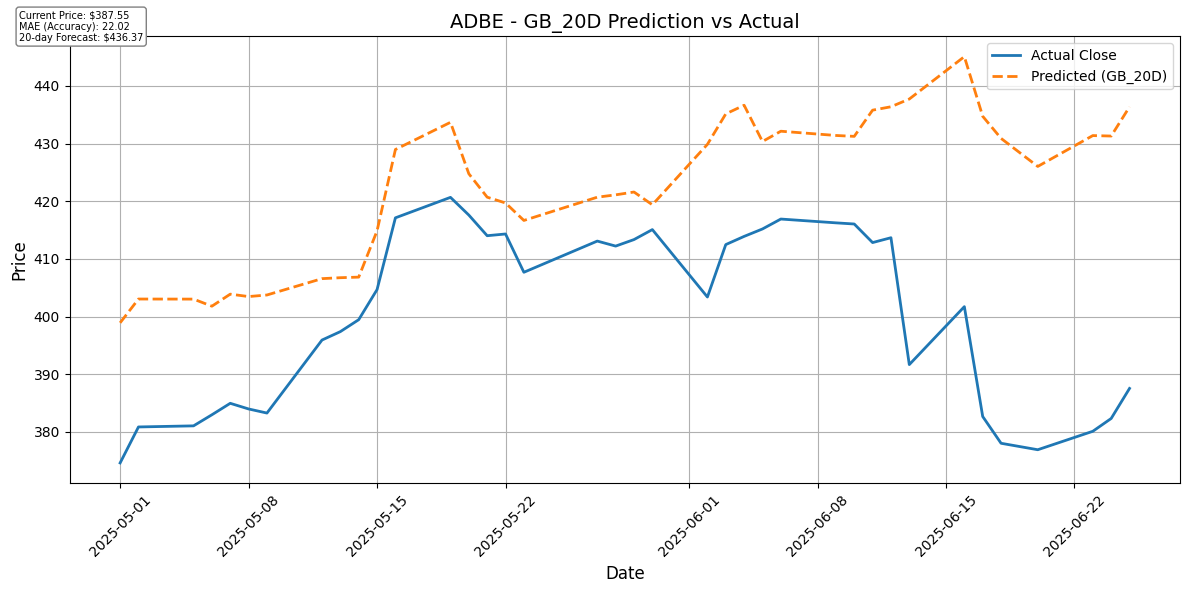 ADBE - GB_20D Prediction vs Actual
Current Price: $387.55
MAE (Accuracy): 22.02
20-day Forecast: $436.37
Actual Close
Predicted (GB_20D)
Price
440
430
420
410
400
390
380
2025-05-01
2025-05-08
2025-05-15
2025-05-22
2025-06-01
2025-06-08
2025-06-15
2025-06-22
Date